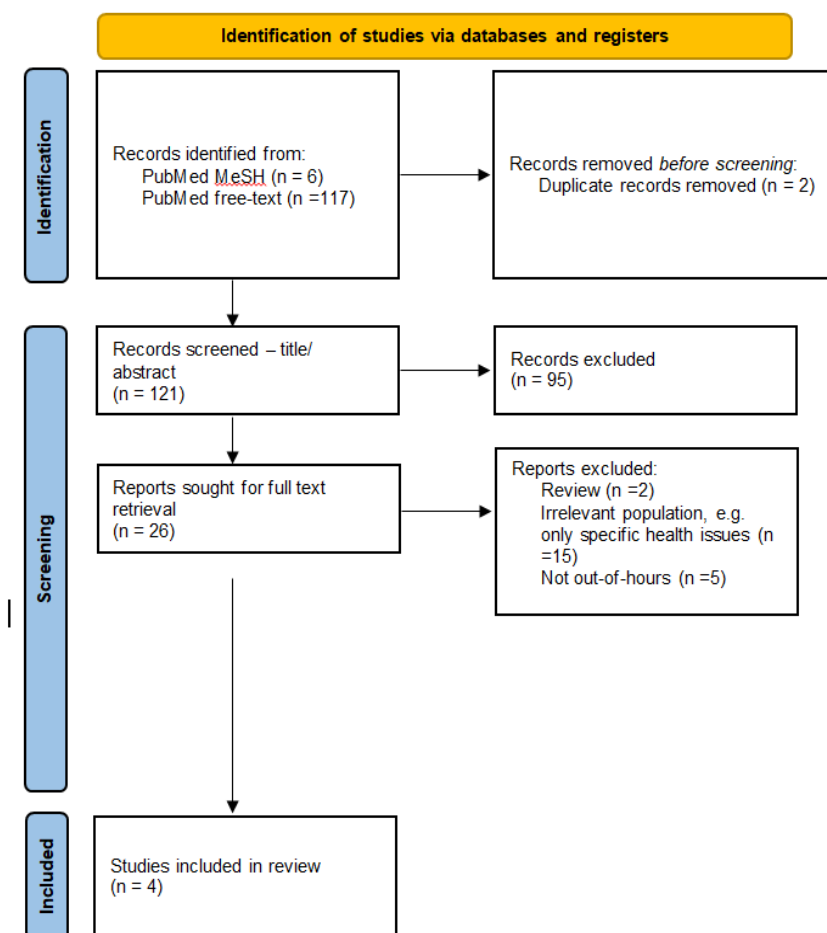 Identification of studies via databases and registers
Identification
Records identified from:
PubMed MeSH (n = 6)
PubMed free-text (n =117)
Records removed before screening:
Duplicate records removed (n = 2)
Screening
Records screened – title/
abstract
(n = 121)
Records excluded
(n = 95)
Reports sought for full text
retrieval
(n = 26)
Reports excluded:
Review (n =2)
Irrelevant population, e.g.
only specific health issues (n
=15)
Not out-of-hours (n =5)
Included
Studies included in review
(n = 4)